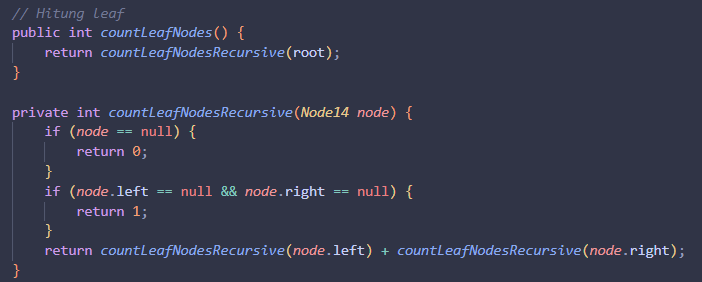 // Hitung leaf
public int countLeafNodes() {
    return countLeafNodesRecursive(root);
}

private int countLeafNodesRecursive(Node14 node) {
    if (node == null) {
        return 0;
    }
    if (node.left == null && node.right == null) {
        return 1;
    }
    return countLeafNodesRecursive(node.left) + countLeafNodesRecursive(node.right);
}